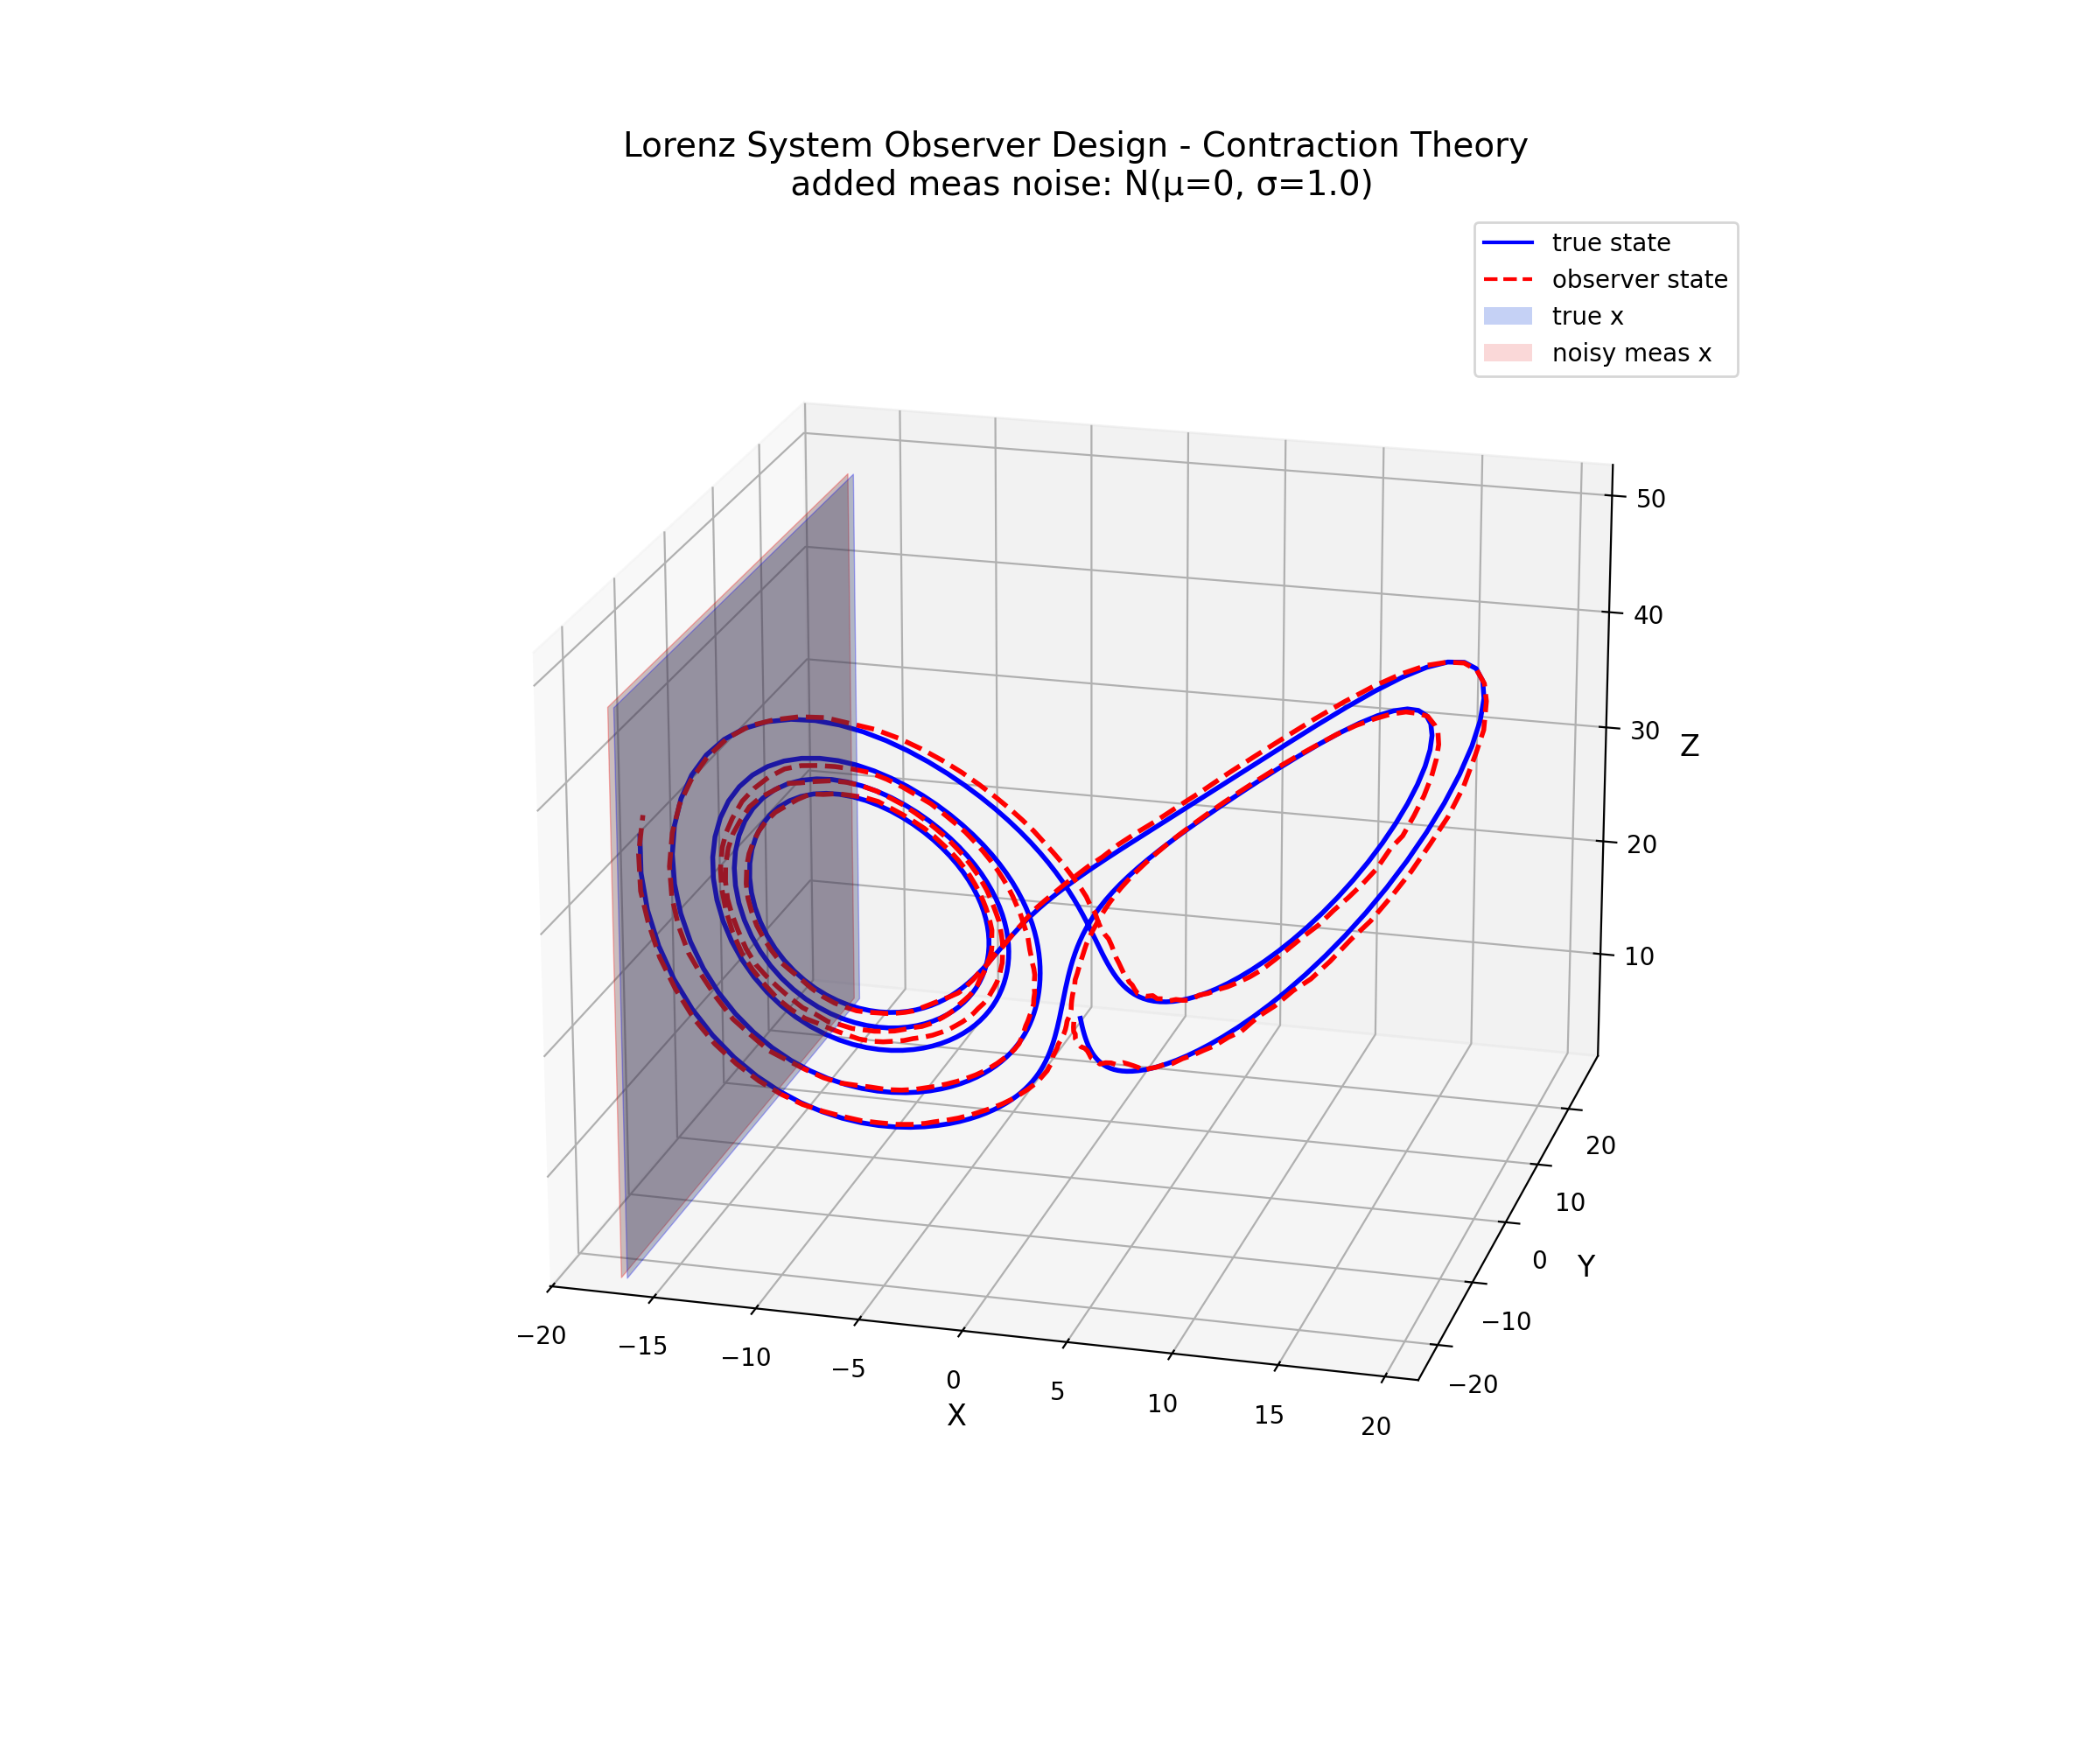 Lorenz System Observer Design - Contraction Theory
added meas noise: N(μ=0, σ=1.0)
true state
observer state
true x
noisy meas x
50
40
30
Z
20
10
20
10
0
Y
−10
−20
−20
−15
−10
−5
0
5
10
15
20
X